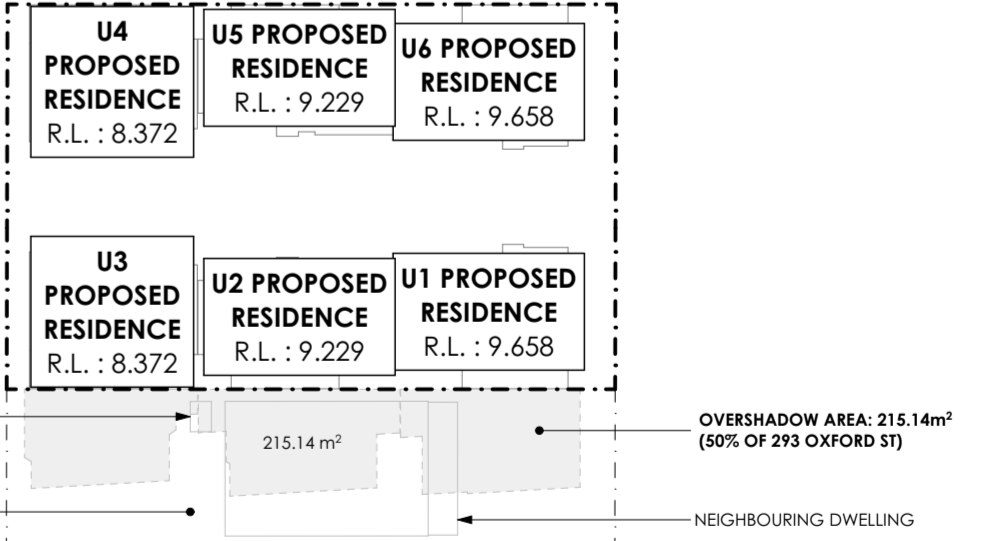 U4
PROPOSED
RESIDENCE
R.L. : 8.372
U5 PROPOSED
RESIDENCE
R.L. : 9.229
U6 PROPOSED
RESIDENCE
R.L. : 9.658
U3
PROPOSED
RESIDENCE
R.L. : 8.372
U2 PROPOSED
RESIDENCE
R.L. : 9.229
U1 PROPOSED
RESIDENCE
R.L. : 9.658
215.14 m²
OVERSHADOW AREA: 215.14m²
(50% OF 293 OXFORD ST)
NEIGHBOURING DWELLING